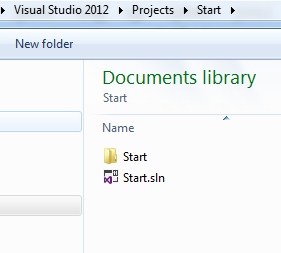 Visual Studio 2012 Projects Start
New folder
Documents library
Start
Name
Start
Start.sln